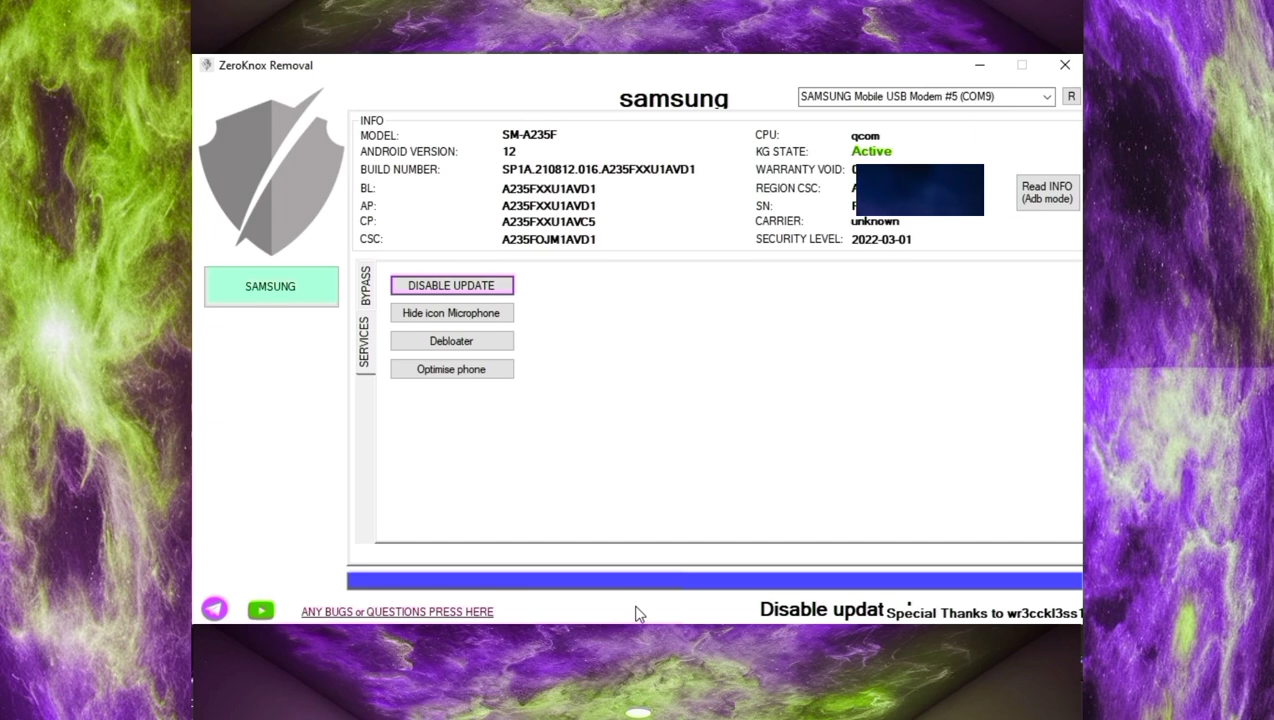 ZeroKnox Removal
samsung
SAMSUNG Mobile USB Modem #5 (COM9)
R
INFO
MODEL: SM-A235F
CPU: qcom
ANDROID VERSION: 12
KG STATE: Active
BUILD NUMBER: SP1A.210812.016.A235FXXU1AVD1
WARRANTY VOID:
BL: A235FXXU1AVD1
REGION CSC:
AP: A235FXXU1AVD1
SN:
CP: A235FXXU1AVC5
CARRIER: unknown
CSC: A235FOJM1AVD1
SECURITY LEVEL: 2022-03-01
Read INFO
(Adb mode)
SAMSUNG
BYPASS
SERVICES
DISABLE UPDATE
Hide icon Microphone
Debloater
Optimise phone
ANY BUGS or QUESTIONS PRESS HERE
Disable updat
Special Thanks to wr3cckl3ss1